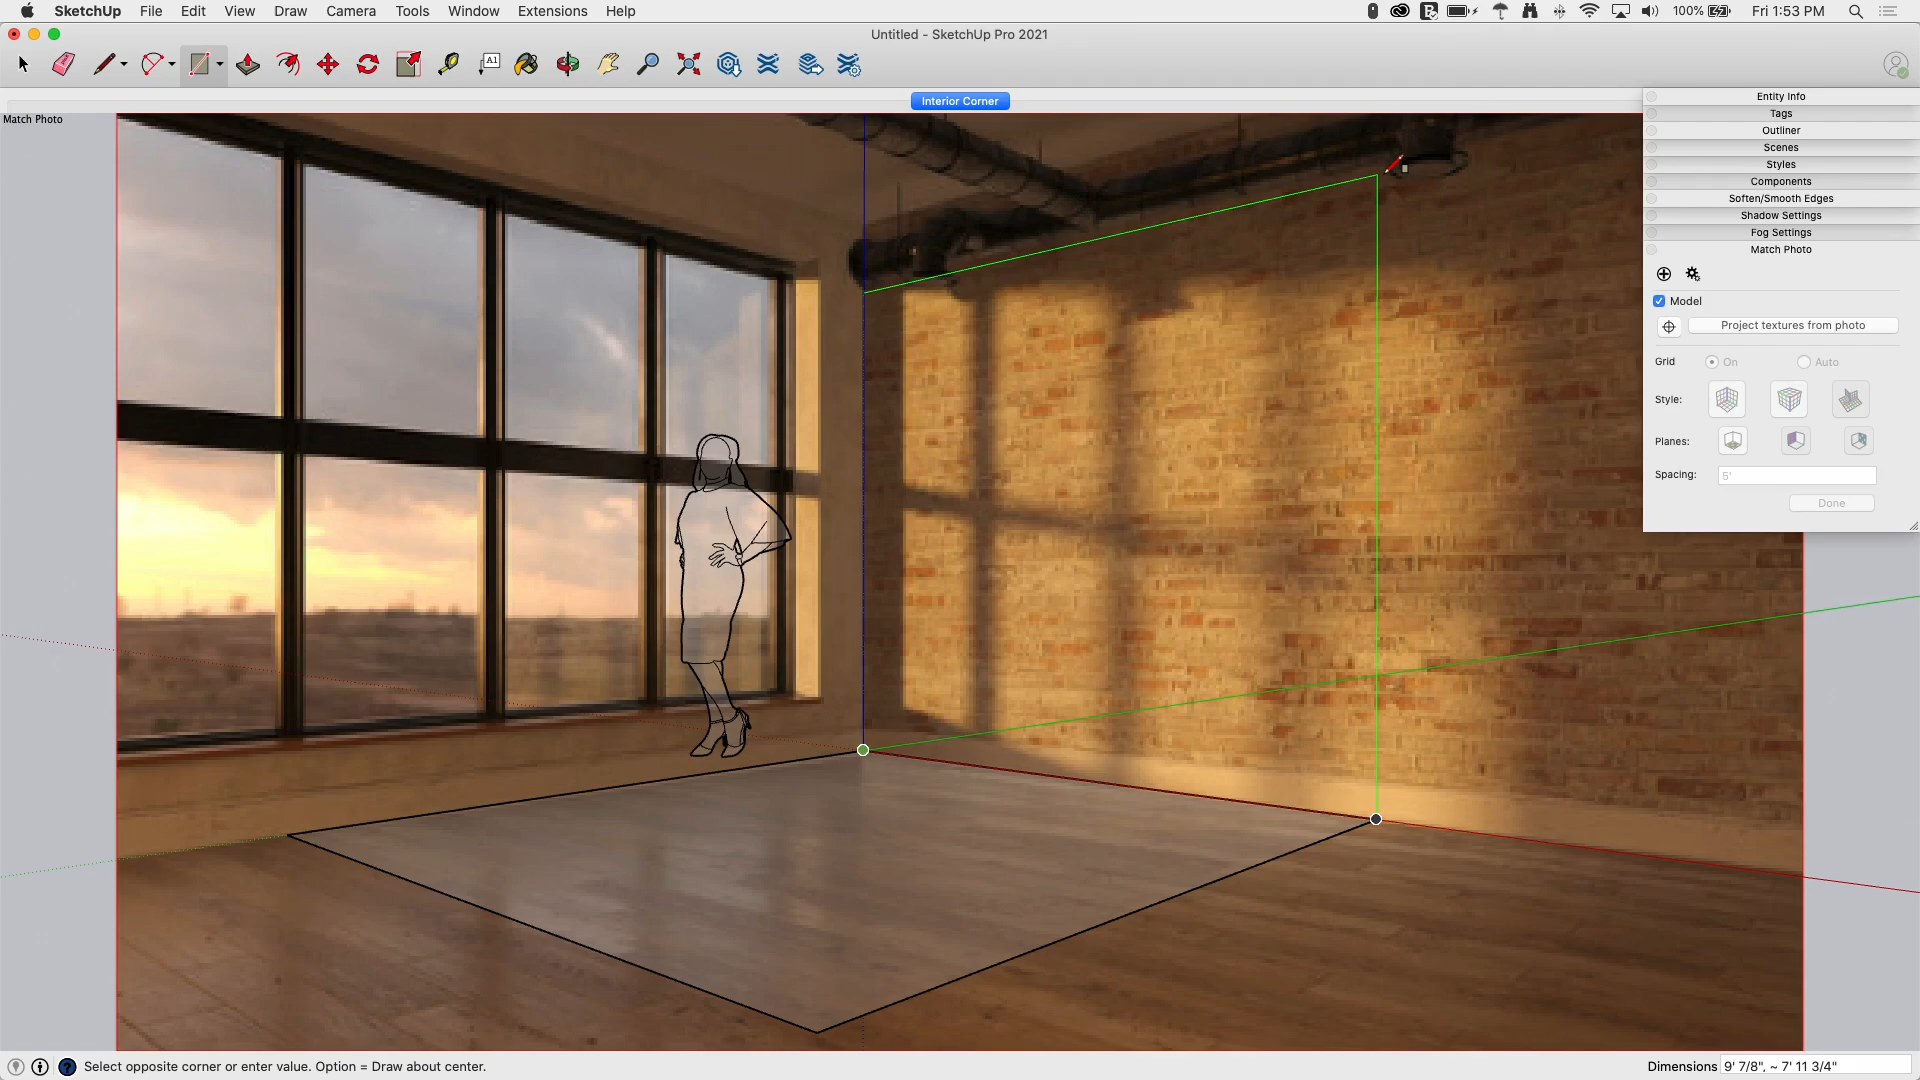 SketchUp File Edit View Draw Camera Tools Window Extensions Help
100% Fri 1:53 PM
Untitled - SketchUp Pro 2021
A1
Interior Corner
Match Photo
Entity Info
Tags
Outliner
Scenes
Styles
Components
Soften/Smooth Edges
Shadow Settings
Fog Settings
Match Photo
Model
Project textures from photo
Grid On Auto
Style:
Planes:
Spacing: 5'
Done
Select opposite corner or enter value. Option = Draw about center.
Dimensions 9' 7/8", ~ 7' 11 3/4"